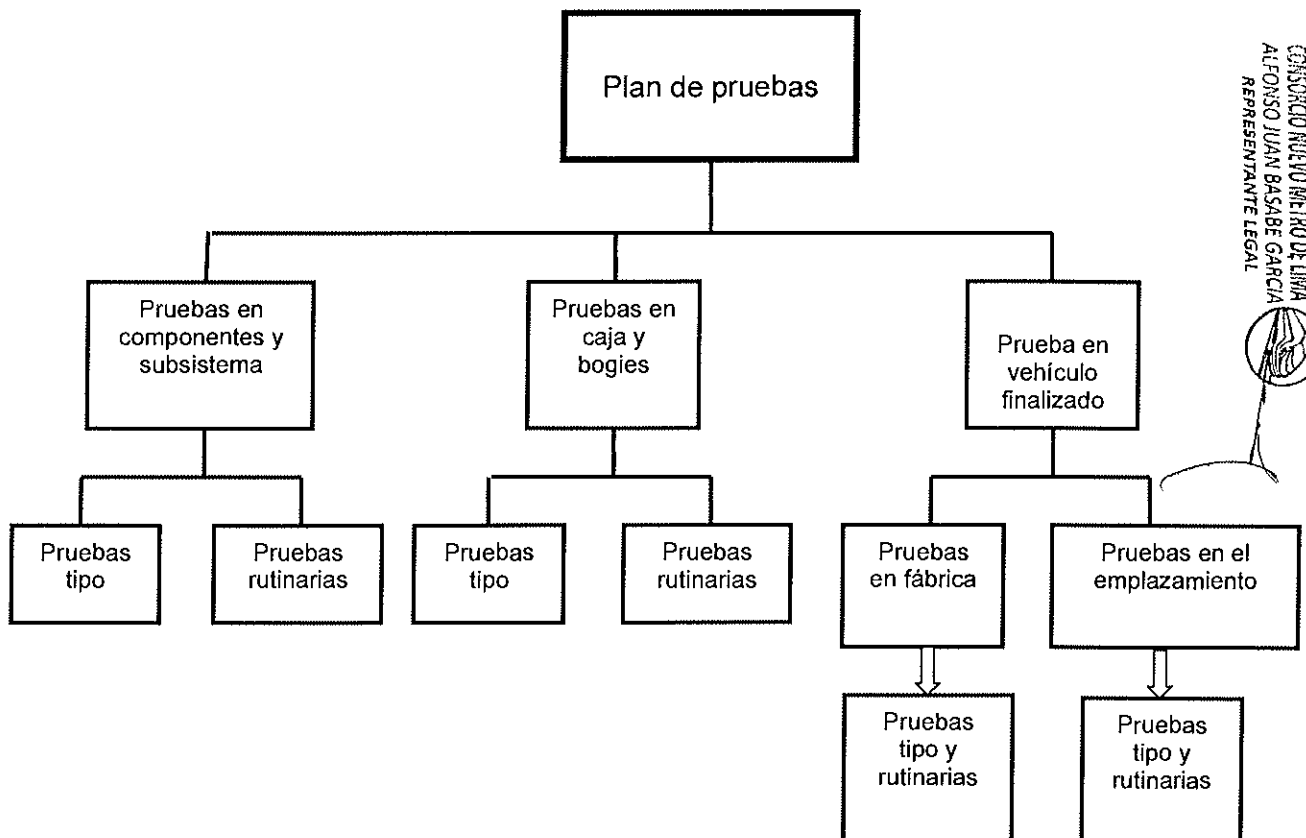 Plan de pruebas
CONSORCIO NUEVO METRO DE LIMA
ALFONSO JUAN BASABE GARCIA
REPRESENTANTE LEGAL
Pruebas en
componentes y
subsistema
Pruebas en
caja y
bogies
Prueba en
vehículo
finalizado
Pruebas
tipo
Pruebas
rutinarias
Pruebas
tipo
Pruebas
rutinarias
Pruebas
en fábrica
Pruebas en el
emplazamiento
Pruebas
tipo y
rutinarias
Pruebas
tipo y
rutinarias